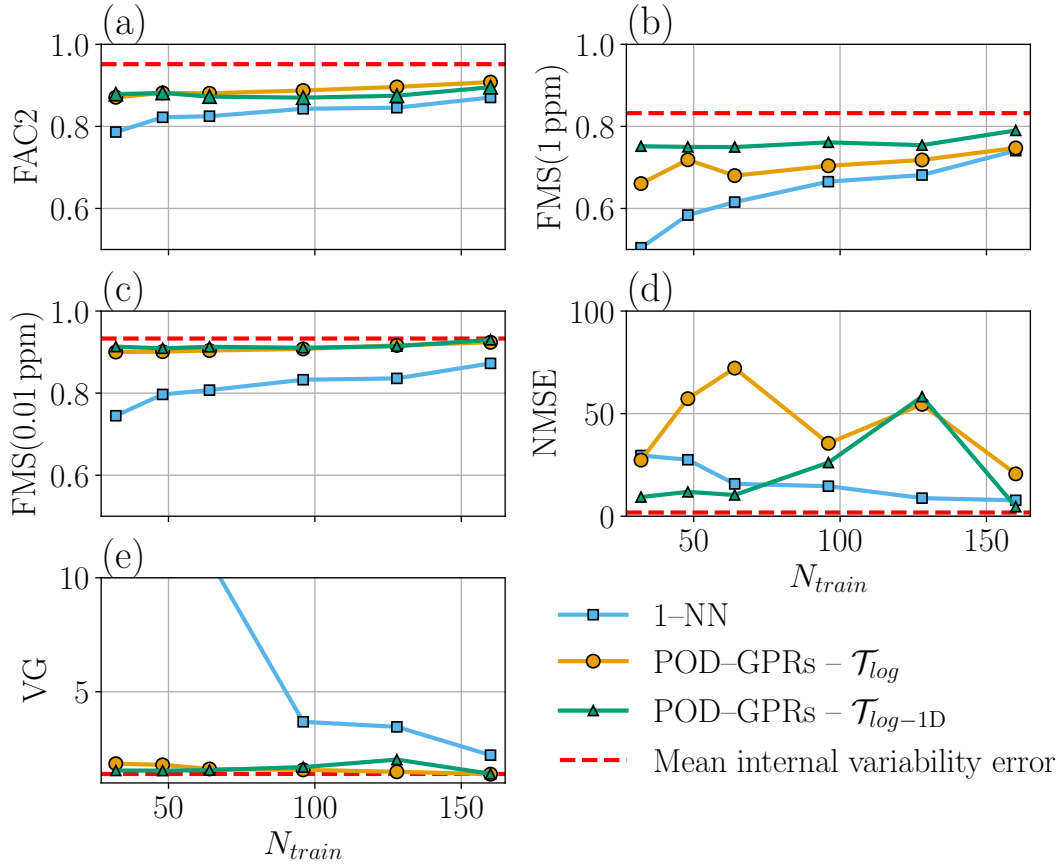 (a)
1.0
0.8
0.6
FAC2
(b)
1.0
0.8
0.6
FMS(1 ppm)
(c)
1.0
0.8
0.6
FMS(0.01 ppm)
(d)
100
50
0
NMSE
50
100
150
N_train
(e)
10
5
VG
50
100
150
N_train
1–NN
POD–GPRs – 𝒯_log
POD–GPRs – 𝒯_log−1D
Mean internal variability error